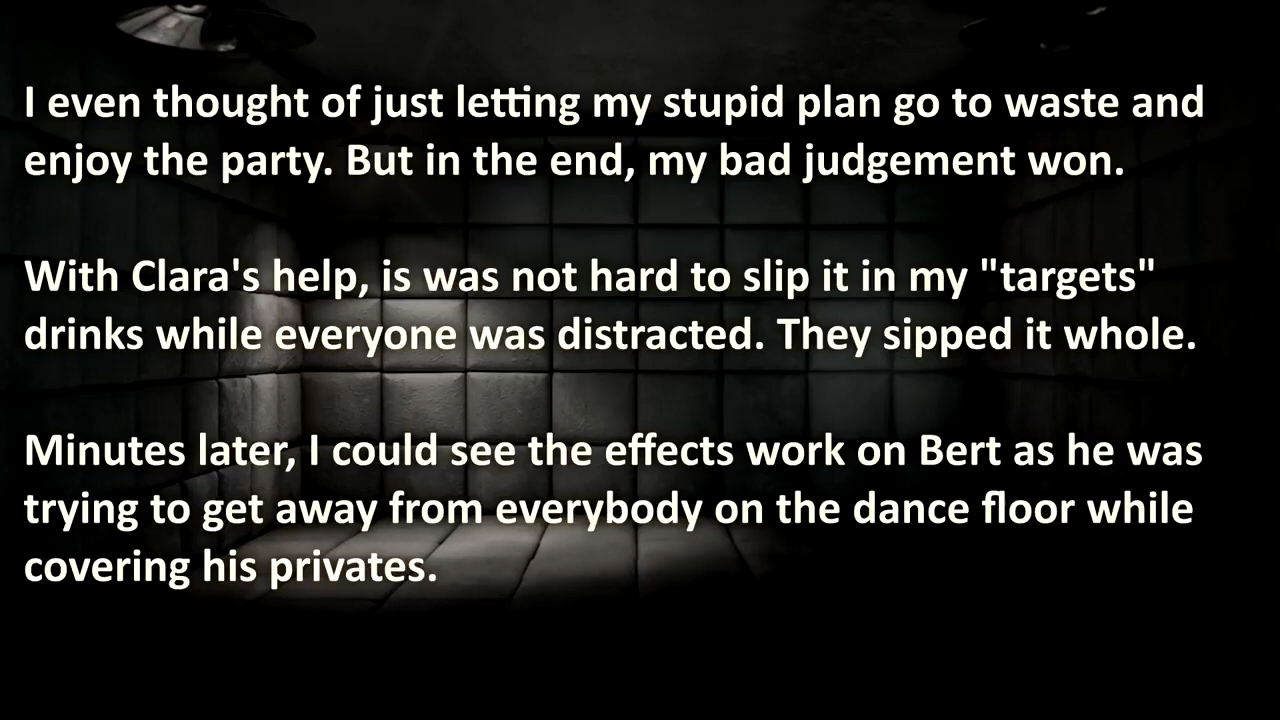 I even thought of just letting my stupid plan go to waste and
enjoy the party. But in the end, my bad judgement won.
With Clara's help, is was not hard to slip it in my "targets"
drinks while everyone was distracted. They sipped it whole.
Minutes later, I could see the effects work on Bert as he was
trying to get away from everybody on the dance floor while
covering his privates.